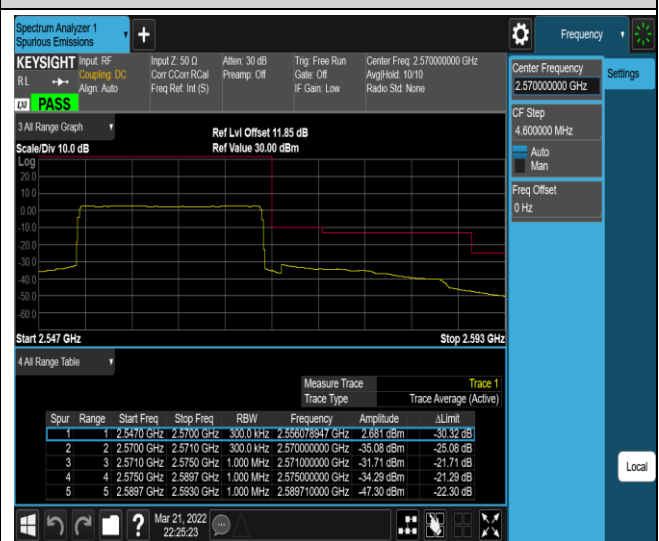 Spectrum Analyzer 1
Spurious Emissions
Frequency
KEYSIGHT Input: RF Input Z: 50 Ω Atten: 30 dB Trig: Free Run Center Freq: 2.570000000 GHz
RL Coupling: DC Corr CCorr RCal Preamp: Off Gate: Off Avg|Hold: 10/10
Align: Auto Freq Ref: Int (S) IF Gain: Low Radio Std: None
LXI PASS
Center Frequency
2.570000000 GHz
Settings
CF Step
4.600000 MHz
Auto
Man
Freq Offset
0 Hz
3 All Range Graph
Ref Lvl Offset 11.85 dB
Scale/Div 10.0 dB Ref Value 30.00 dBm
Log
20.0
10.0
0.00
-10.0
-20.0
-30.0
-40.0
-50.0
-60.0
Start 2.547 GHz Stop 2.593 GHz
4 All Range Table
Measure Trace Trace 1
Trace Type Trace Average (Active)
Spur Range Start Freq Stop Freq RBW Frequency Amplitude ΔLimit
1 1 2.5470 GHz 2.5700 GHz 300.0 kHz 2.556078947 GHz 2.681 dBm -30.32 dB
2 2 2.5700 GHz 2.5710 GHz 300.0 kHz 2.570000000 GHz -35.08 dBm -25.08 dB
3 3 2.5710 GHz 2.5750 GHz 1.000 MHz 2.571000000 GHz -31.71 dBm -21.71 dB
4 4 2.5750 GHz 2.5897 GHz 1.000 MHz 2.575000000 GHz -34.29 dBm -21.29 dB
5 5 2.5897 GHz 2.5930 GHz 1.000 MHz 2.589710000 GHz -47.30 dBm -22.30 dB
Local
Mar 21, 2022
22:25:23